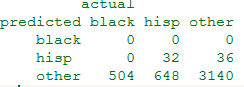 actual
predicted black hisp other
black 0 0 0
hisp 0 32 36
other 504 648 3140